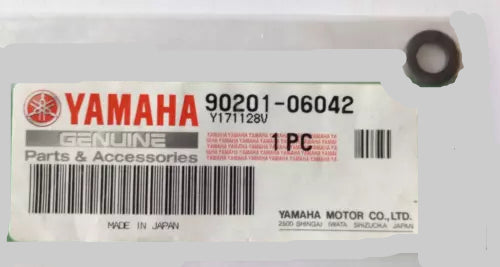 YAMAHA 90201-06042
Y171128V
GENUINE
Parts & Accessories
1 PC
MADE IN JAPAN
YAMAHA MOTOR CO., LTD.
2500 SHINGAI IWATA SHIZUOKA JAPAN